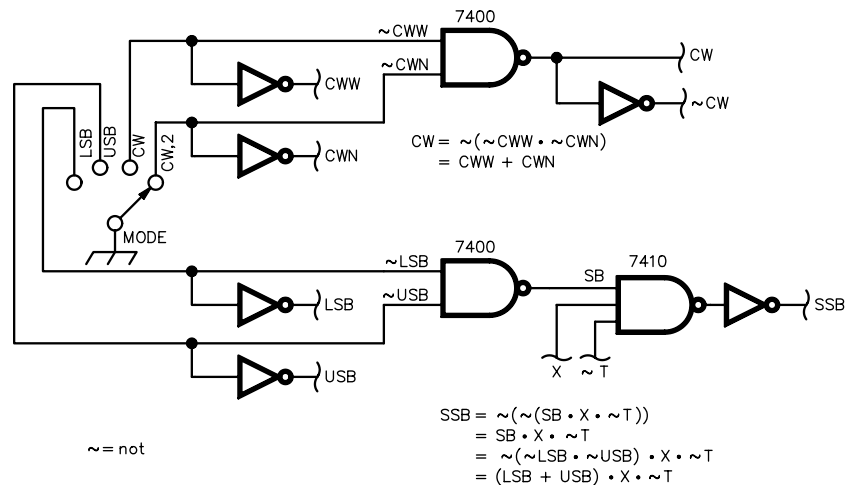 7400
~CWW
~CWN
CW
CWW
~CW
LSB
USB
CW
CW,2
CWN
CW = ~(~CWW • ~CWN)
= CWW + CWN
MODE
7400
~LSB
SB
7410
~USB
LSB
SSB
X
~T
USB
SSB = ~(~(SB • X • ~T))
= SB • X • ~T
= ~(~LSB • ~USB) • X • ~T
= (LSB + USB) • X • ~T
~= not